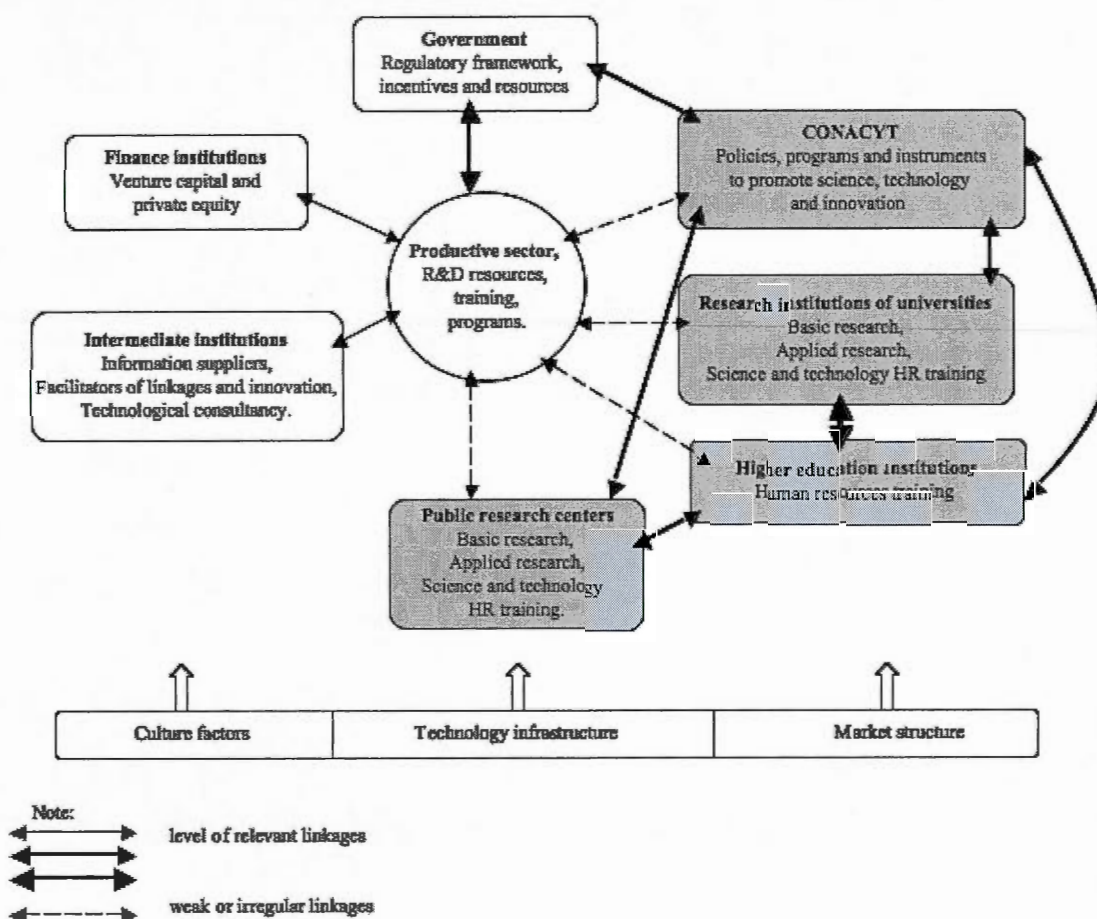 Government
Regulatory framework,
incentives and resources
CONACYT
Policies, programs and instruments
to promote science, technology
and innovation
Finance institutions
Venture capital and
private equity
Productive sector,
R&D resources,
training,
programs.
Research institutions of universities
Basic research,
Applied research,
Science and technology HR training
Intermediate institutions
Information suppliers,
Facilitators of linkages and innovation,
Technological consultancy.
Higher education institutions
Human resources training
Public research centers
Basic research,
Applied research,
Science and technology
HR training.
Culture factors
Technology infrastructure
Market structure
Note:
level of relevant linkages
weak or irregular linkages